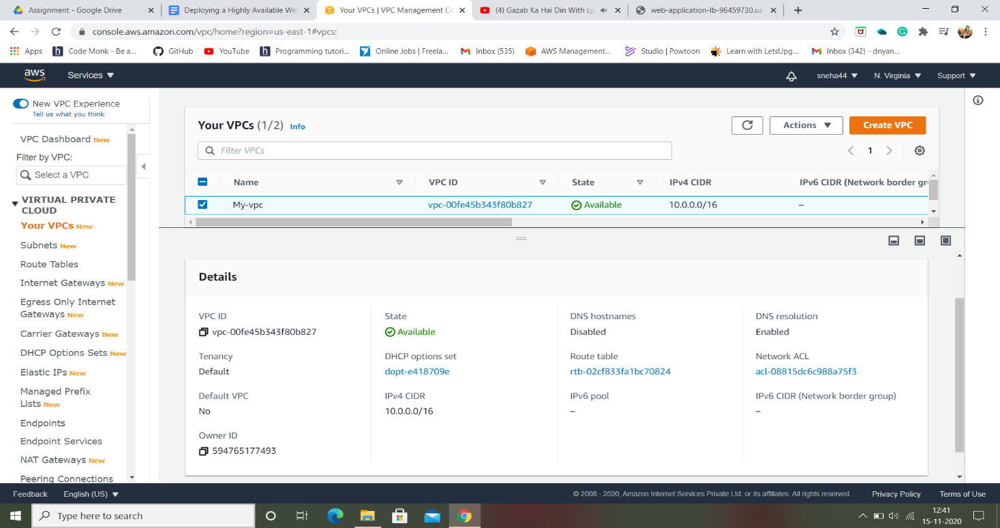 Assignment - Google Drive
Deploying a Highly Available We
Your VPCs | VPC Management Co
(4) Gazab Ka Hai Din With Ly
web-application-lb-96459730.us-
console.aws.amazon.com/vpc/home?region=us-east-1#vpcs:
Apps
Code Monk - Be a...
GitHub
YouTube
Programming tutori...
Online Jobs | Freela...
Inbox (535)
AWS Management...
Studio | Powtoon
Learn with LetsUpg...
Inbox (342) - dnyan...
aws
Services
sneha44
N. Virginia
Support
New VPC Experience
Tell us what you think
VPC Dashboard New
Filter by VPC:
Select a VPC
VIRTUAL PRIVATE
CLOUD
Your VPCs New
Subnets New
Route Tables
Internet Gateways New
Egress Only Internet
Gateways New
Carrier Gateways New
DHCP Options Sets New
Elastic IPs New
Managed Prefix
Lists New
Endpoints
Endpoint Services
NAT Gateways New
Peering Connections
Your VPCs (1/2) Info
Actions
Create VPC
Filter VPCs
1
Name
VPC ID
State
IPv4 CIDR
IPv6 CIDR (Network border gr
My-vpc
vpc-00fe45b343f80b827
Available
10.0.0.0/16
–
Details
VPC ID
vpc-00fe45b343f80b827
State
Available
DNS hostnames
Disabled
DNS resolution
Enabled
Tenancy
Default
DHCP options set
dopt-e418709e
Route table
rtb-02cf833fa1bc70824
Network ACL
acl-08815dc6c988a75f3
Default VPC
No
IPv4 CIDR
10.0.0.0/16
IPv6 pool
–
IPv6 CIDR (Network border group)
–
Owner ID
594765177493
Feedback
English (US)
© 2008 - 2020, Amazon Internet Services Private Ltd. or its affiliates. All rights reserved.
Privacy Policy
Terms of Use
Type here to search
12:41
15-11-2020